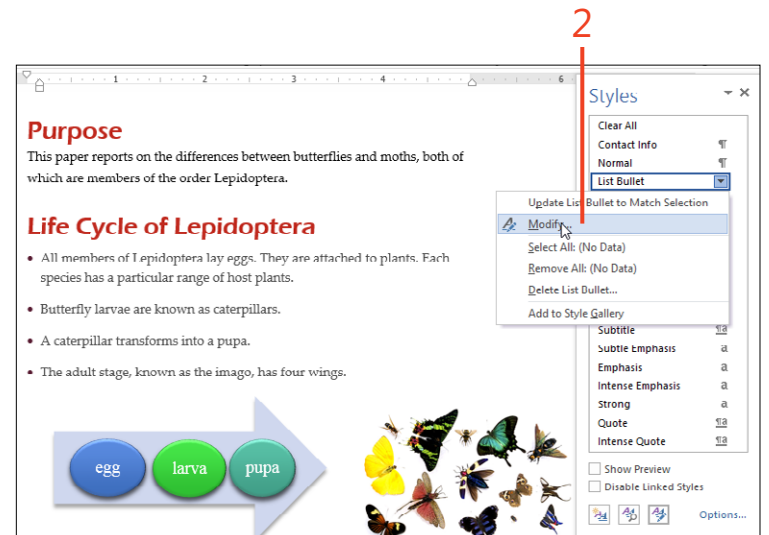 2
1 2 3 4 6
Styles
Clear All
Contact Info ¶
Normal ¶
List Bullet
Update List Bullet to Match Selection
Modify...
Select All: (No Data)
Remove All: (No Data)
Delete List Bullet...
Add to Style Gallery
Subtitle ¶a
Subtle Emphasis a
Emphasis a
Intense Emphasis a
Strong a
Quote ¶a
Intense Quote ¶a
Show Preview
Disable Linked Styles
Options...
Purpose
This paper reports on the differences between butterflies and moths, both of
which are members of the order Lepidoptera.
Life Cycle of Lepidoptera
• All members of Lepidoptera lay eggs. They are attached to plants. Each
species has a particular range of host plants.
• Butterfly larvae are known as caterpillars.
• A caterpillar transforms into a pupa.
• The adult stage, known as the imago, has four wings.
egg larva pupa